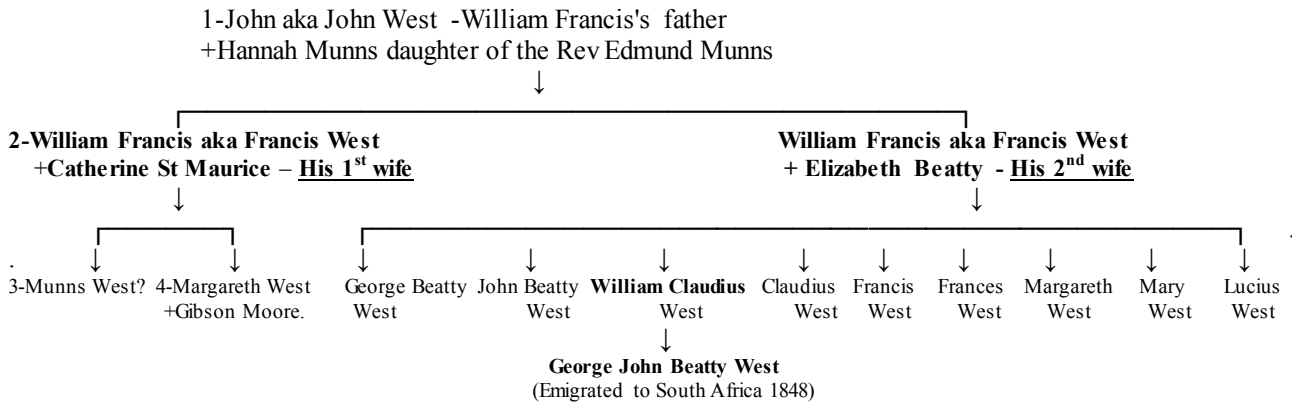 1-John aka John West -William Francis's father
+Hannah Munns daughter of the Rev Edmund Munns
2-William Francis aka Francis West
+Catherine St Maurice – His 1st wife
William Francis aka Francis West
+ Elizabeth Beatty - His 2nd wife
3-Munns West?
4-Margareth West
+Gibson Moore.
George Beatty
West
John Beatty
West
William Claudius
West
Claudius
West
Francis
West
Frances
West
Margareth
West
Mary
West
Lucius
West
George John Beatty West
(Emigrated to South Africa 1848)